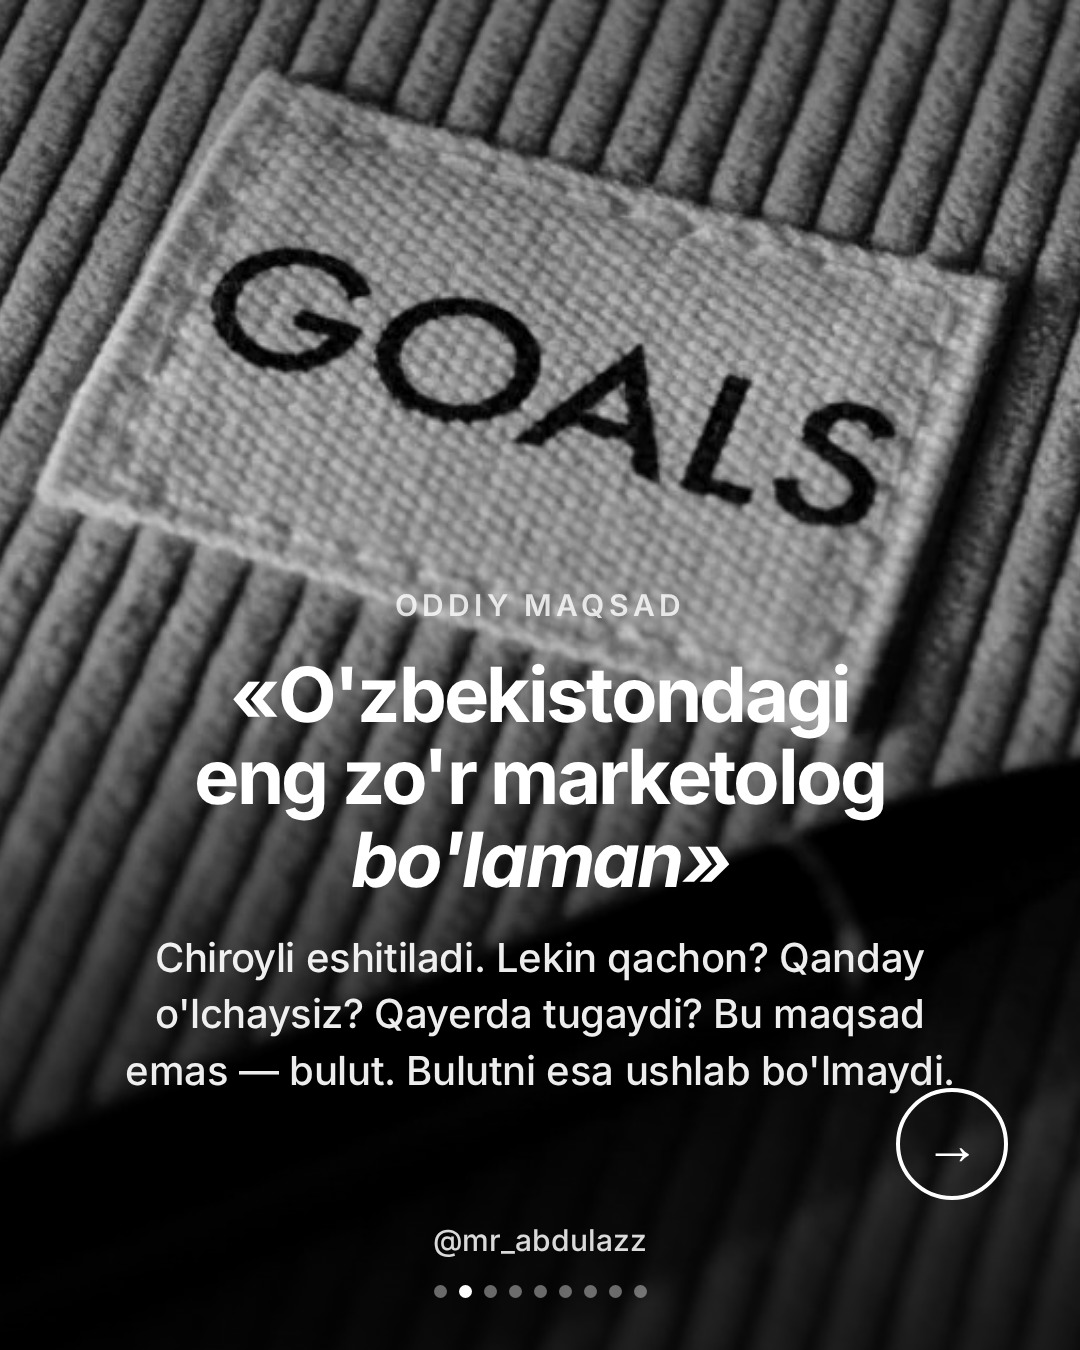 GOALS
ODDIY MAQSAD
«O'zbekistondagi
eng zo'r marketolog
bo'laman»
Chiroyli eshitiladi. Lekin qachon? Qanday
o'lchaysiz? Qayerda tugaydi? Bu maqsad
emas — bulut. Bulutni esa ushlab bo'lmaydi.
→
@mr_abdulazz